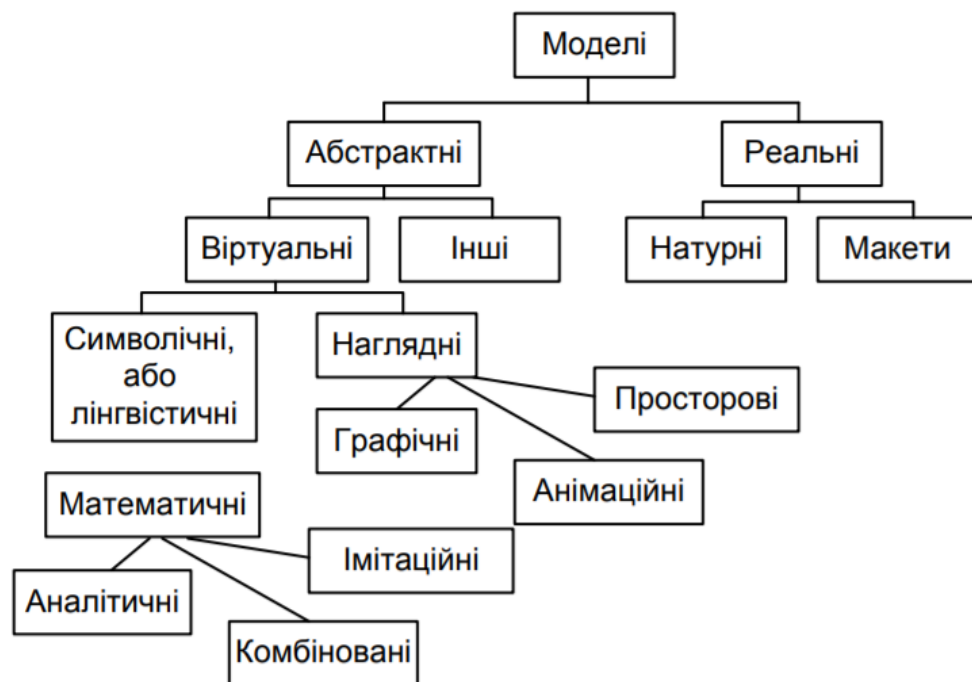 Моделі
Абстрактні
Реальні
Віртуальні
Інші
Натурні
Макети
Символічні,
або
лінгвістичні
Наглядні
Просторові
Графічні
Анімаційні
Математичні
Імітаційні
Аналітичні
Комбіновані